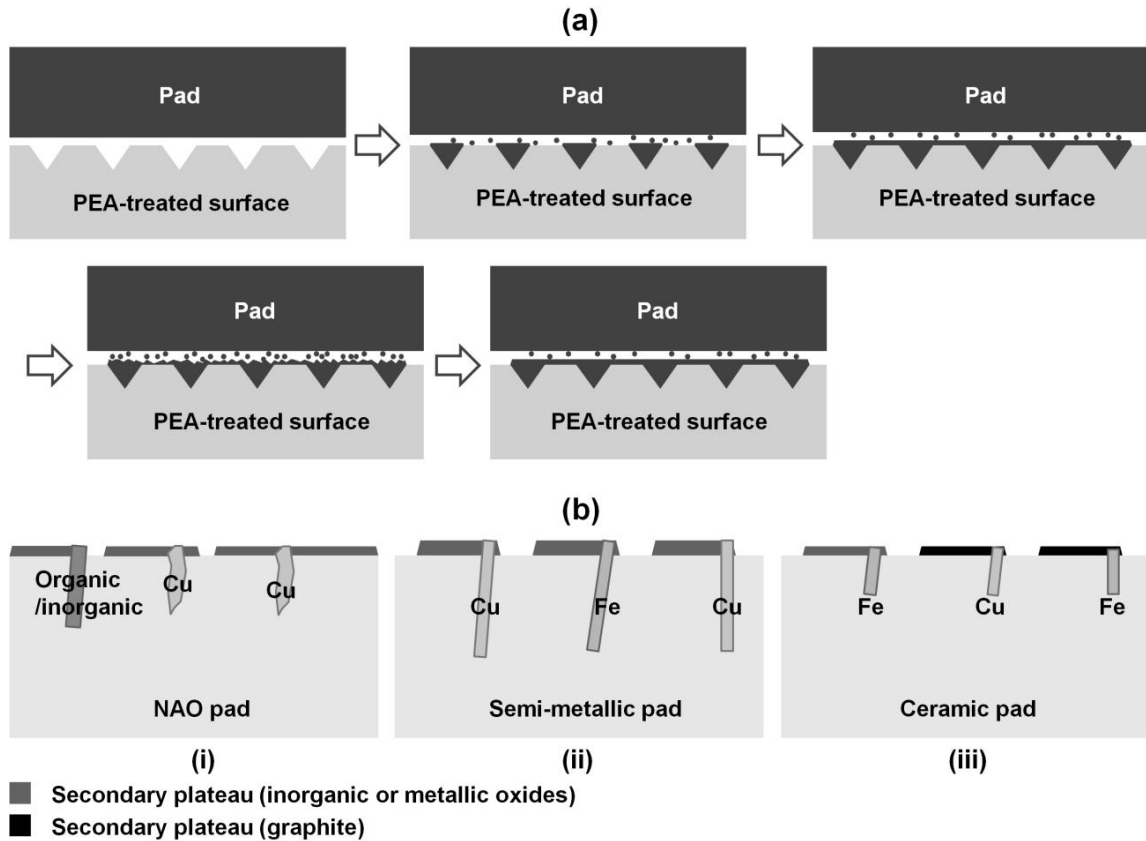 (a)
Pad
PEA-treated surface
Pad
PEA-treated surface
Pad
PEA-treated surface
Pad
PEA-treated surface
Pad
PEA-treated surface
(b)
Organic
/inorganic
Cu
Cu
NAO pad
(i)
Cu
Fe
Cu
Semi-metallic pad
(ii)
Fe
Cu
Fe
Ceramic pad
(iii)
Secondary plateau (inorganic or metallic oxides)
Secondary plateau (graphite)